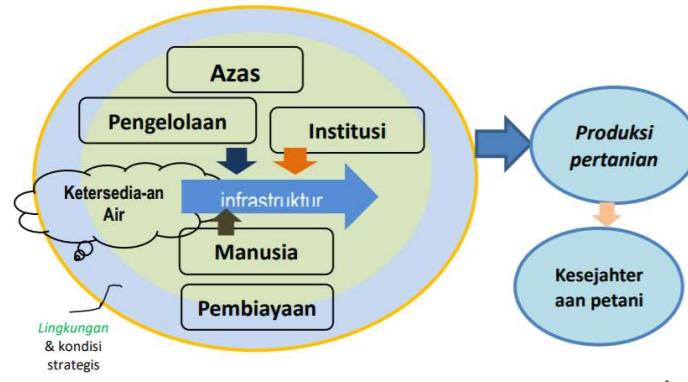 Azas
Pengelolaan
Institusi
Ketersedia-an
Air
infrastruktur
Manusia
Pembiayaan
Lingkungan
& kondisi
strategis
Produksi
pertanian
Kesejahter
aan petani